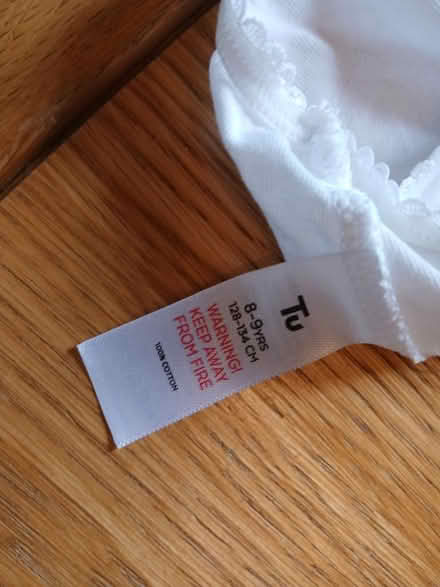 Tu
8-9YRS
128-134 CM
WARNING!
KEEP AWAY
FROM FIRE
100% COTTON